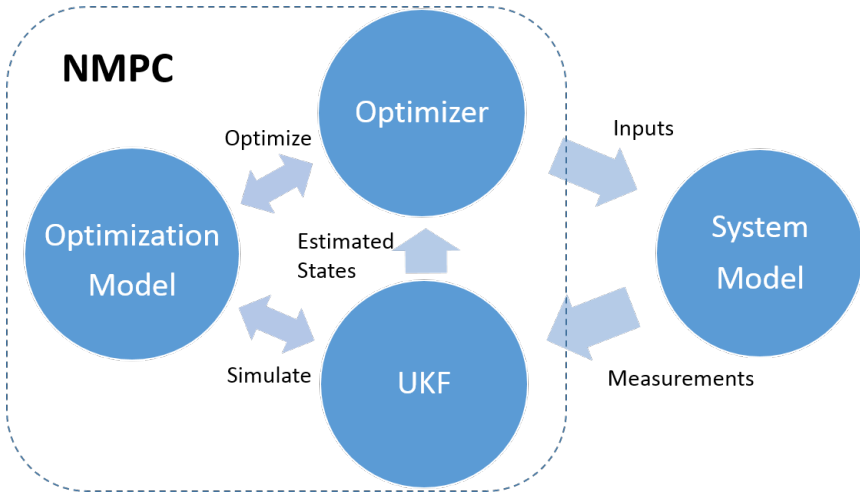 NMPC
Optimizer
Optimize
Inputs
Optimization
Model
Estimated
States
System
Model
Simulate
UKF
Measurements